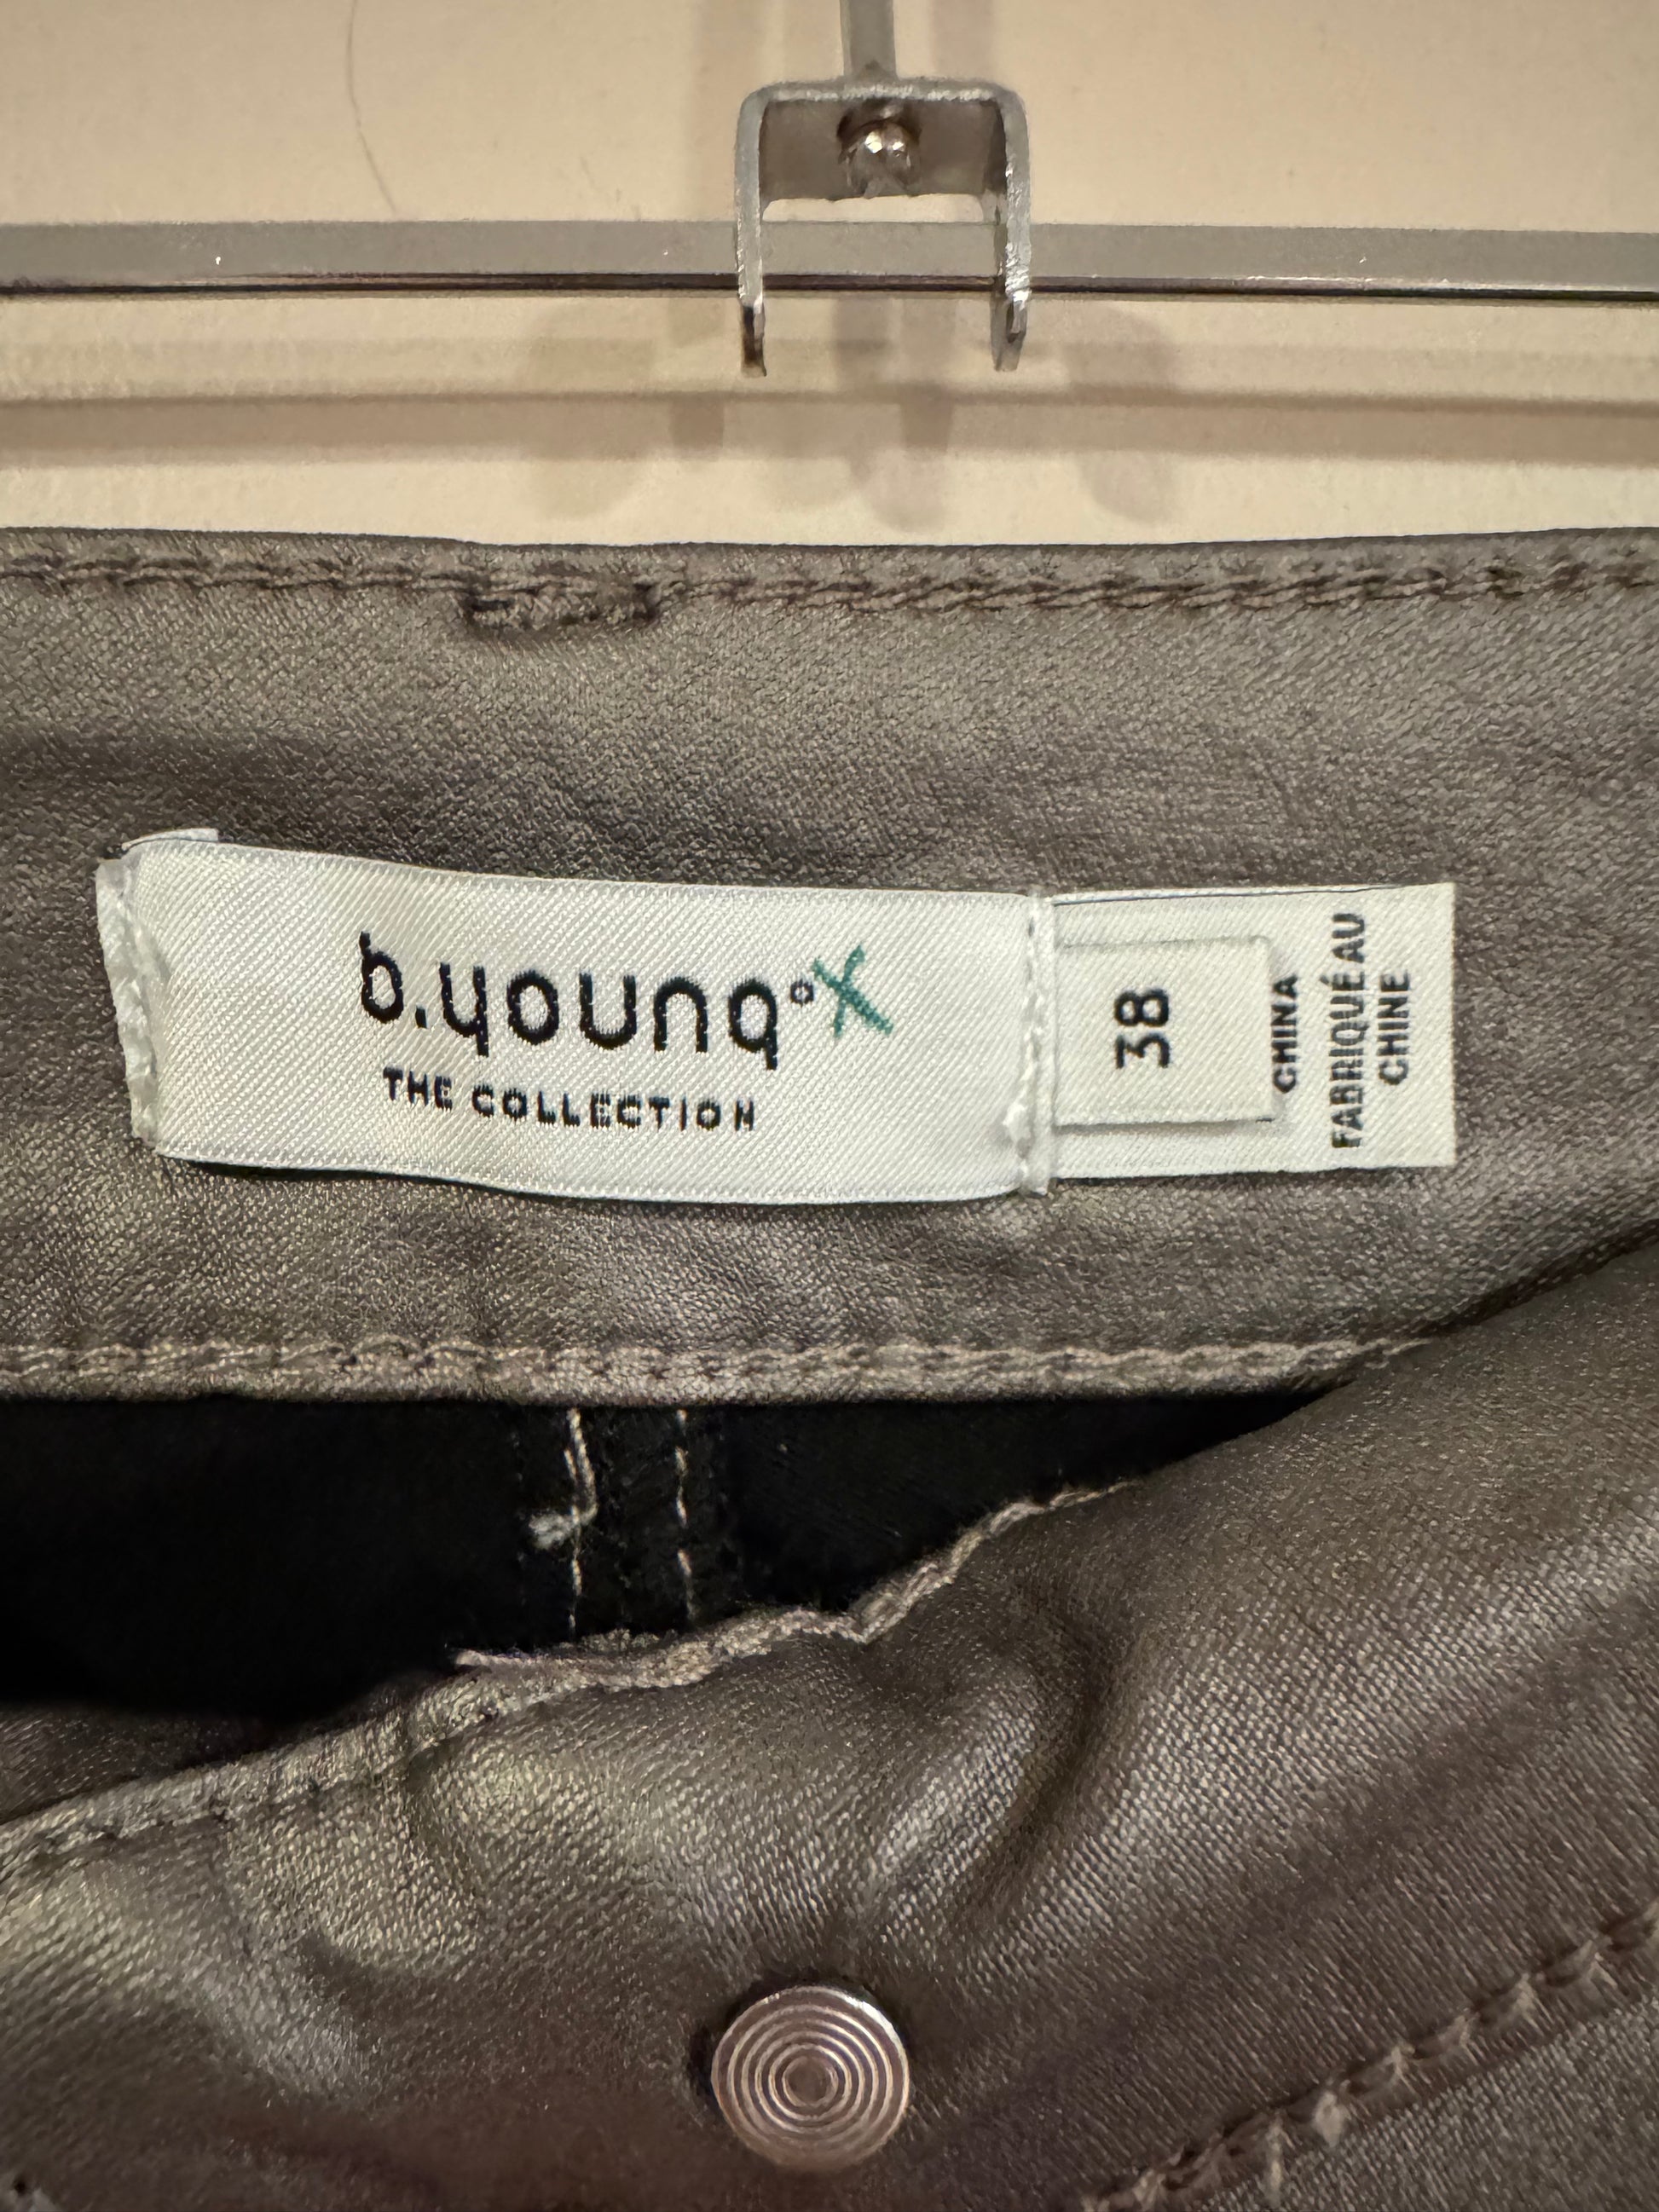 b.young°
THE COLLECTION
38
CHINA
FABRIQUÉ AU
CHINE